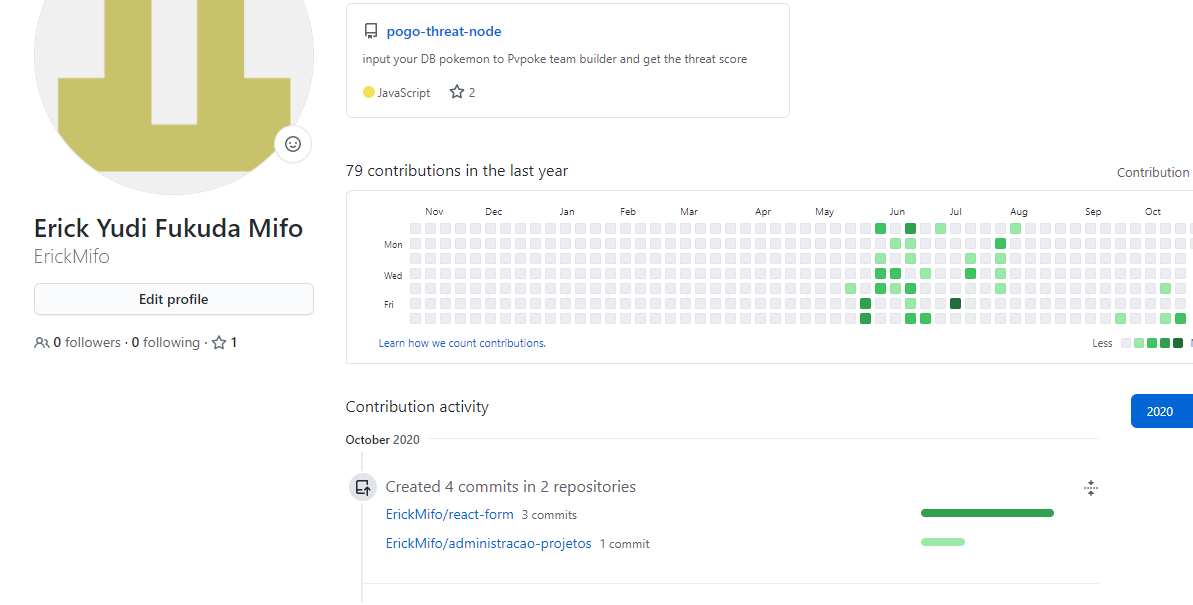 pogo-threat-node
input your DB pokemon to Pvpoke team builder and get the threat score
JavaScript 2
Erick Yudi Fukuda Mifo
ErickMifo
Edit profile
0 followers · 0 following · 1
79 contributions in the last year
Contribution
Nov Dec Jan Feb Mar Apr May Jun Jul Aug Sep Oct
Mon
Wed
Fri
Learn how we count contributions.
Less
Contribution activity
2020
October 2020
Created 4 commits in 2 repositories
ErickMifo/react-form 3 commits
ErickMifo/administracao-projetos 1 commit